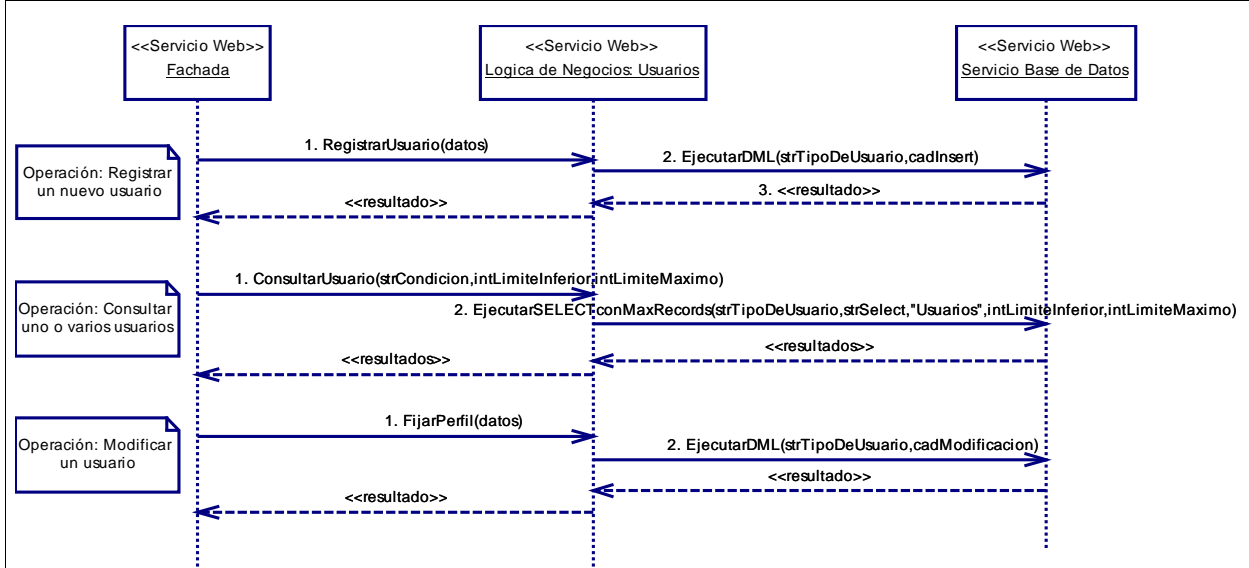 <<Servicio Web>>
Fachada
<<Servicio Web>>
Logica de Negocios: Usuarios
<<Servicio Web>>
Servicio Base de Datos
Operación: Registrar
un nuevo usuario
1. RegistrarUsuario(datos)
2. EjecutarDML(strTipoDeUsuario,cadInsert)
3. <<resultado>>
<<resultado>>
Operación: Consultar
uno o varios usuarios
1. ConsultarUsuario(strCondicion,intLimiteInferior,intLimiteMaximo)
2. EjecutarSELECTconMaxRecords(strTipoDeUsuario,strSelect,"Usuarios",intLimiteInferior,intLimiteMaximo)
<<resultados>>
<<resultados>>
Operación: Modificar
un usuario
1. FijarPerfil(datos)
2. EjecutarDML(strTipoDeUsuario,cadModificacion)
<<resultado>>
<<resultado>>